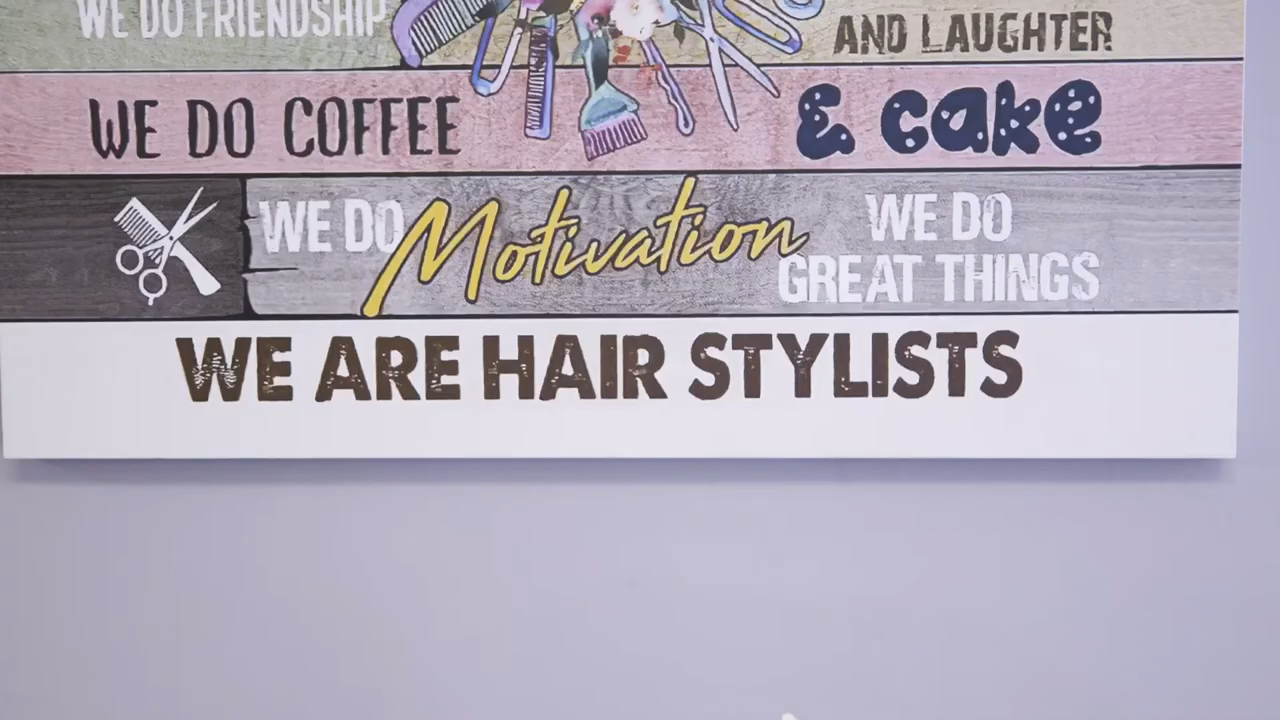 WE DO FRIENDSHIP AND LAUGHTER
WE DO COFFEE & cake
WE DO Motivation WE DO
GREAT THINGS
WE ARE HAIR STYLISTS